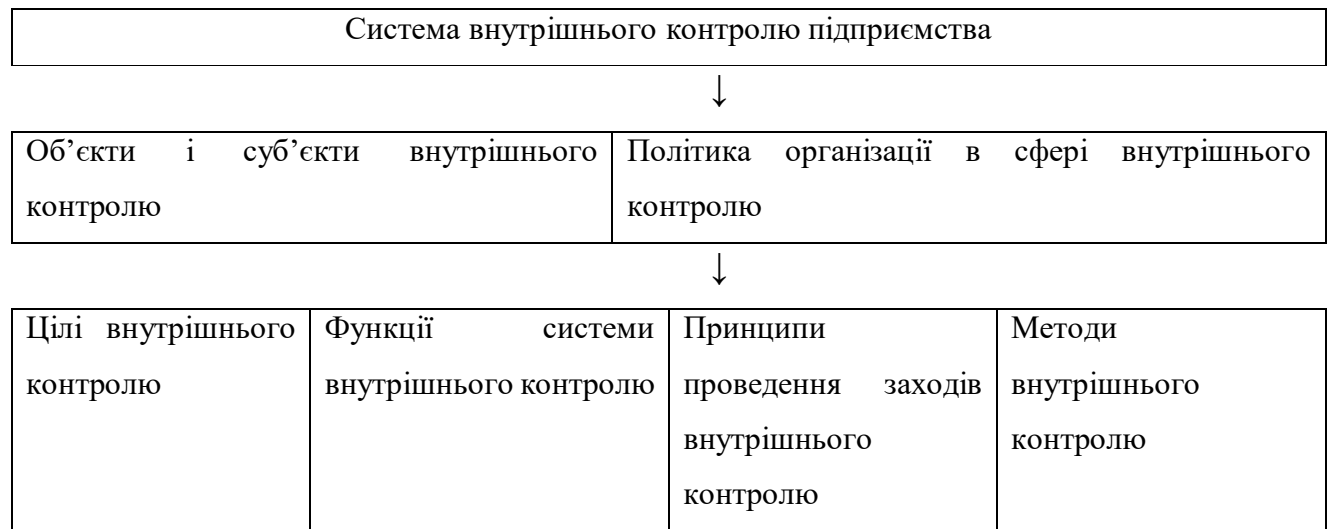 Система внутрішнього контролю підприємства
↓
Об’єкти і суб’єкти внутрішнього
контролю
Політика організації в сфері внутрішнього
контролю
↓
Цілі внутрішнього
контролю
Функції системи
внутрішнього контролю
Принципи
проведення заходів
внутрішнього
контролю
Методи
внутрішнього
контролю